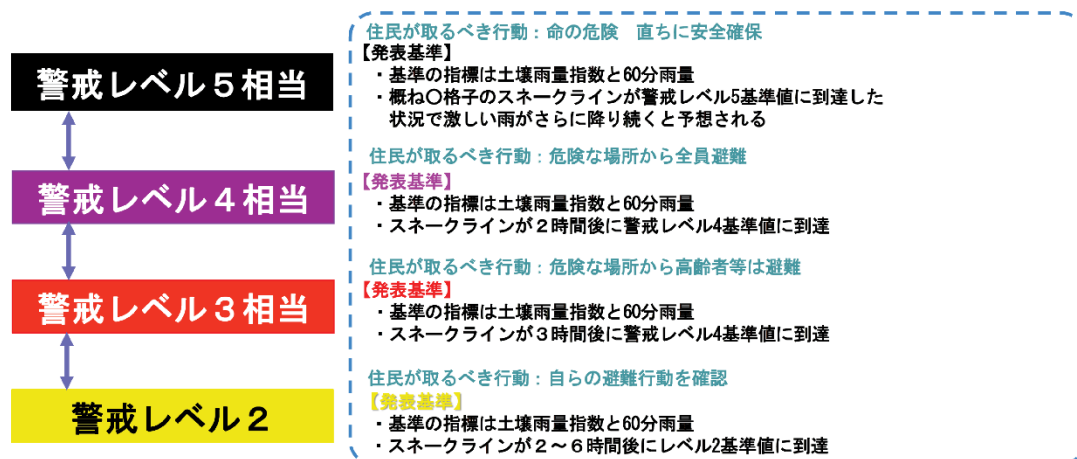 警戒レベル５相当
住民が取るべき行動：命の危険　直ちに安全確保
【発表基準】
・基準の指標は土壌雨量指数と60分雨量
・概ね〇格子のスネークラインが警戒レベル5基準値に到達した
状況で激しい雨がさらに降り続くと予想される
警戒レベル４相当
住民が取るべき行動：危険な場所から全員避難
【発表基準】
・基準の指標は土壌雨量指数と60分雨量
・スネークラインが２時間後に警戒レベル4基準値に到達
警戒レベル３相当
住民が取るべき行動：危険な場所から高齢者等は避難
【発表基準】
・基準の指標は土壌雨量指数と60分雨量
・スネークラインが３時間後に警戒レベル4基準値に到達
警戒レベル２
住民が取るべき行動：自らの避難行動を確認
【発表基準】
・基準の指標は土壌雨量指数と60分雨量
・スネークラインが２～６時間後にレベル2基準値に到達